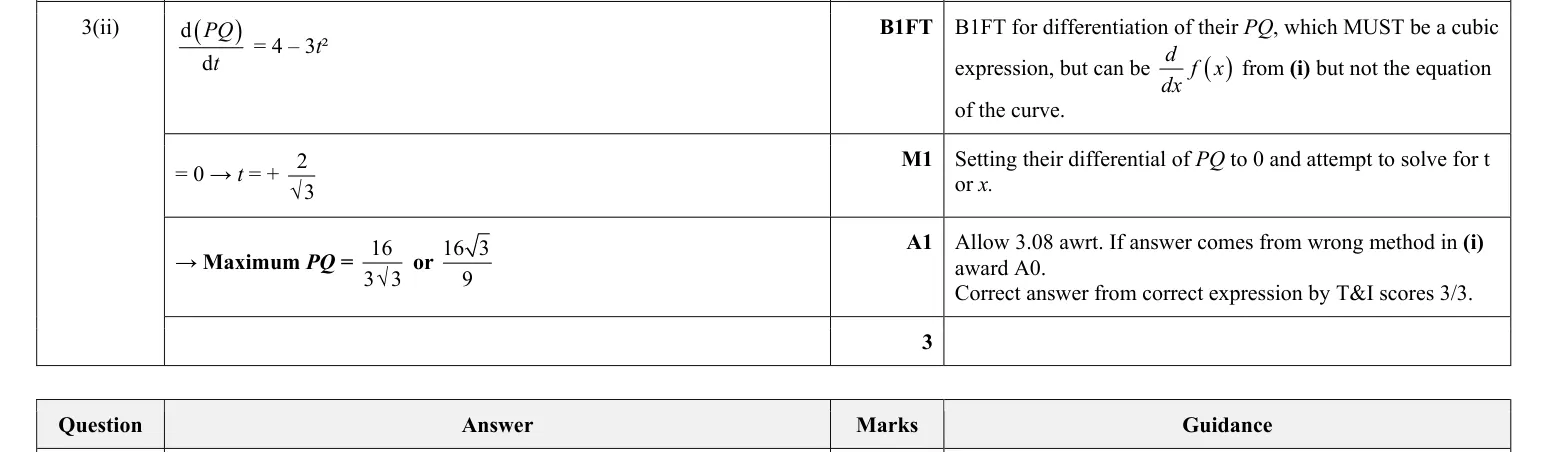 3(ii)
d(PQ)/dt = 4 – 3t²
B1FT
B1FT for differentiation of their PQ, which MUST be a cubic
expression, but can be d/dx f(x) from (i) but not the equation
of the curve.
= 0 → t = + 2/√3
M1
Setting their differential of PQ to 0 and attempt to solve for t
or x.
→ Maximum PQ = 16/3√3 or 16√3/9
A1
Allow 3.08 awrt. If answer comes from wrong method in (i)
award A0.
Correct answer from correct expression by T&I scores 3/3.
3
Question Answer Marks Guidance